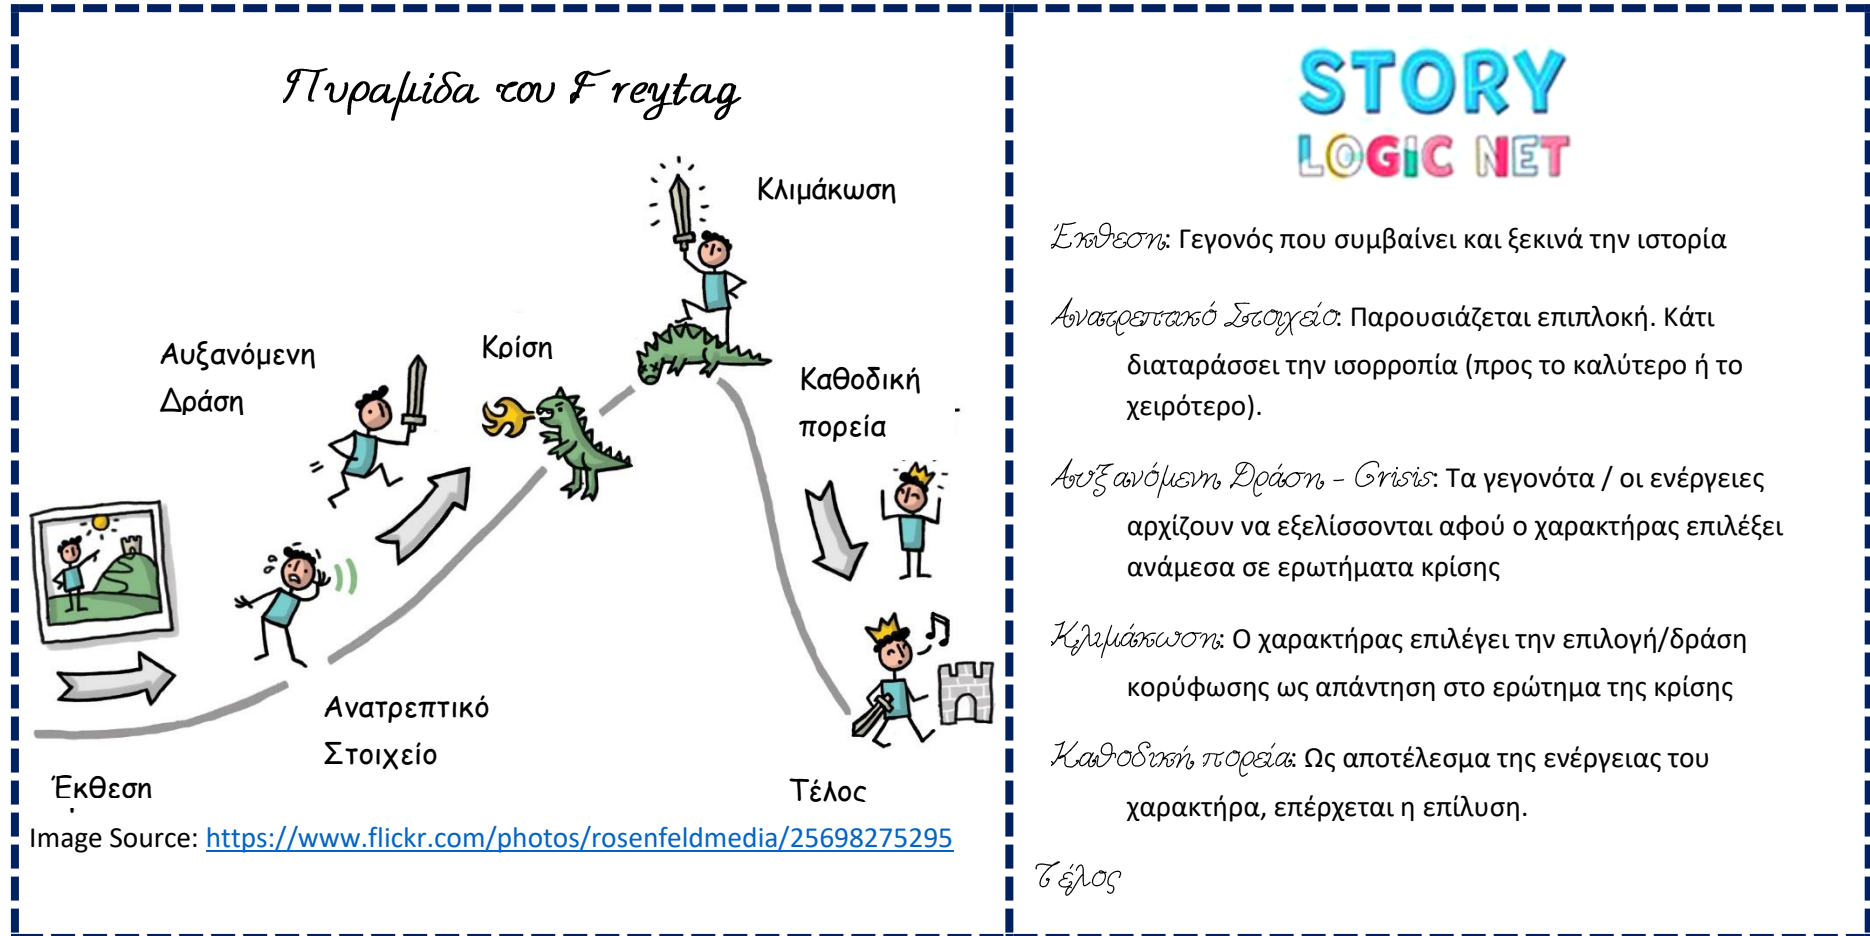 Πυραμίδα του Freytag
Κλιμάκωση
Αυξανόμενη
Δράση
Κρίση
Καθοδική
πορεία
Ανατρεπτικό
Στοιχείο
Έκθεση
Τέλος
Image Source: https://www.flickr.com/photos/rosenfeldmedia/25698275295
STORY
LOGIC NET
Έκθεση: Γεγονός που συμβαίνει και ξεκινά την ιστορία
Ανατρεπτικό Στοιχείο: Παρουσιάζεται επιπλοκή. Κάτι
διαταράσσει την ισορροπία (προς το καλύτερο ή το
χειρότερο).
Αυξανόμενη Δράση – Crisis: Τα γεγονότα / οι ενέργειες
αρχίζουν να εξελίσσονται αφού ο χαρακτήρας επιλέξει
ανάμεσα σε ερωτήματα κρίσης
Κλιμάκωση: Ο χαρακτήρας επιλέγει την επιλογή/δράση
κορύφωσης ως απάντηση στο ερώτημα της κρίσης
Καθοδική πορεία: Ως αποτέλεσμα της ενέργειας του
χαρακτήρα, επέρχεται η επίλυση.
Τέλος